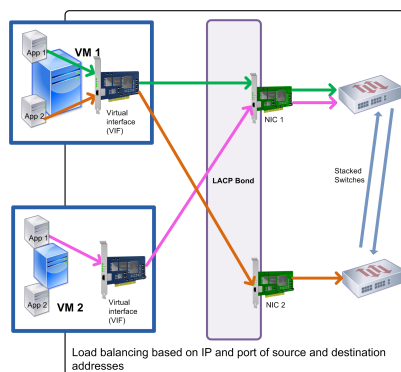 App 1
VM 1
App 2
Virtual
interface
(VIF)
NIC 1
LACP Bond
Stacked
Switches
App 1
App 2
VM 2
Virtual
interface
(VIF)
NIC 2
Load balancing based on IP and port of source and destination
addresses